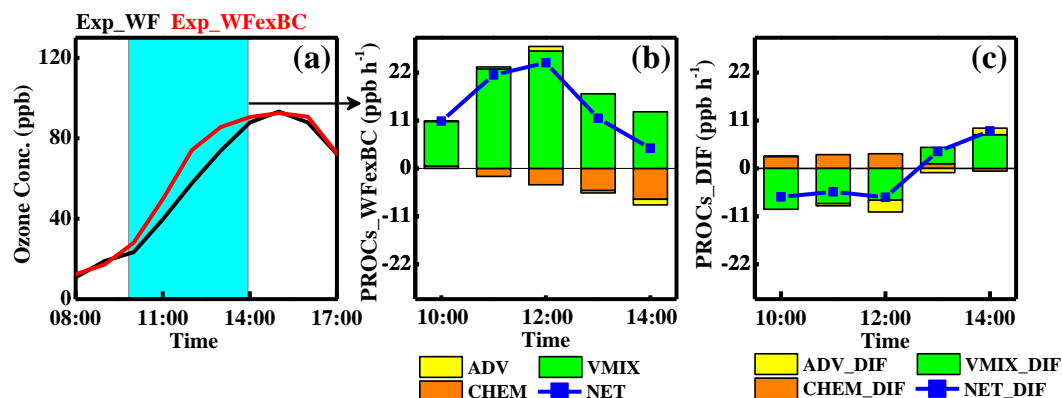 Exp_WF Exp_WFexBC
(a)
Ozone Conc. (ppb)
120
80
40
0
08:00 11:00 14:00 17:00
Time
(b)
PROCs_WFexBC (ppb h-1)
22
11
0
-11
-22
10:00 12:00 14:00
Time
ADV VMIX
CHEM NET
(c)
PROCs_DIF (ppb h-1)
22
11
0
-11
-22
10:00 12:00 14:00
Time
ADV_DIF VMIX_DIF
CHEM_DIF NET_DIF